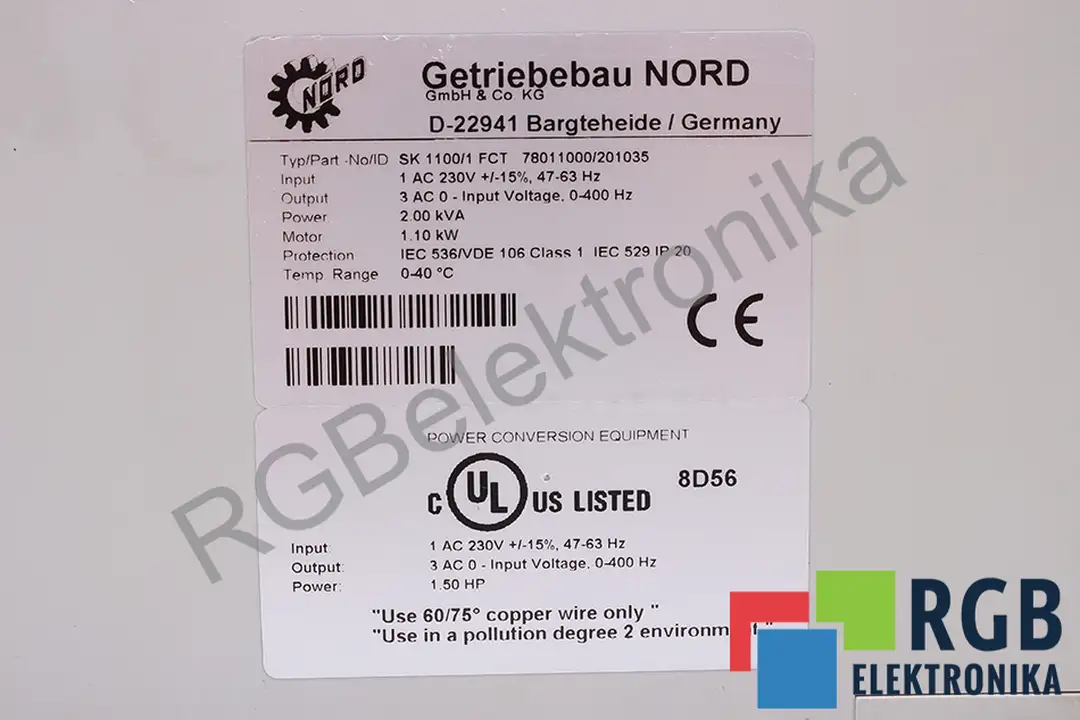 NORD
Getriebebau NORD
GmbH & Co. KG
D-22941 Bargteheide / Germany
Typ/Part -No/ID SK 1100/1 FCT 78011000/201035
Input 1 AC 230V +/-15%, 47-63 Hz
Output 3 AC 0 - Input Voltage, 0-400 Hz
Power 2.00 kVA
Motor 1.10 kW
Protection IEC 536/VDE 106 Class 1 IEC 529 IP 20
Temp. Range 0-40 °C
CE
RGBelektronika
POWER CONVERSION EQUIPMENT
C UL US LISTED 8D56
Input: 1 AC 230V +/-15%, 47-63 Hz
Output: 3 AC 0 - Input Voltage, 0-400 Hz
Power: 1.50 HP
"Use 60/75° copper wire only "
"Use in a pollution degree 2
RGB
ELEKTRONIKA